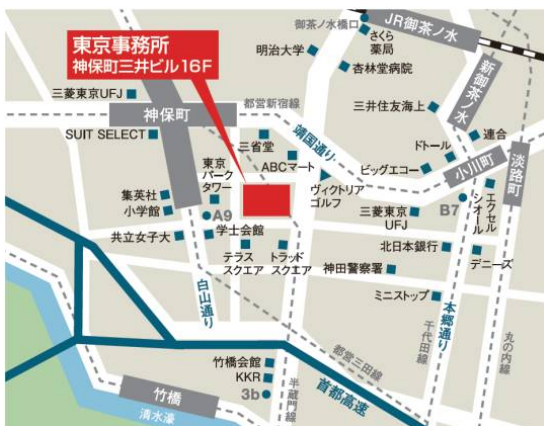 御茶ノ水橋口
JR御茶ノ水
さくら
薬局
明治大学
杏林堂病院
新御茶ノ水
東京事務所
神保町三井ビル16F
三菱東京UFJ
神保町
都営新宿線
三井住友海上
SUIT SELECT
三省堂
靖国通り
ドトール
連合
小川町
淡路町
ABCマート
ビッグエコー
東京
パーク
タワー
ヴィクトリア
ゴルフ
三菱東京
UFJ
B7
エクセル
シオール
集英社
小学館
A9
共立女子大
学士会館
テラス
スクエア
トラッド
スクエア
北日本銀行
デニーズ
神田警察署
白山通り
ミニストップ
本郷通り
千代田線
丸の内線
都営三田線
竹橋会館
KKR
3b
半蔵門線
首都高速
竹橋
清水濠